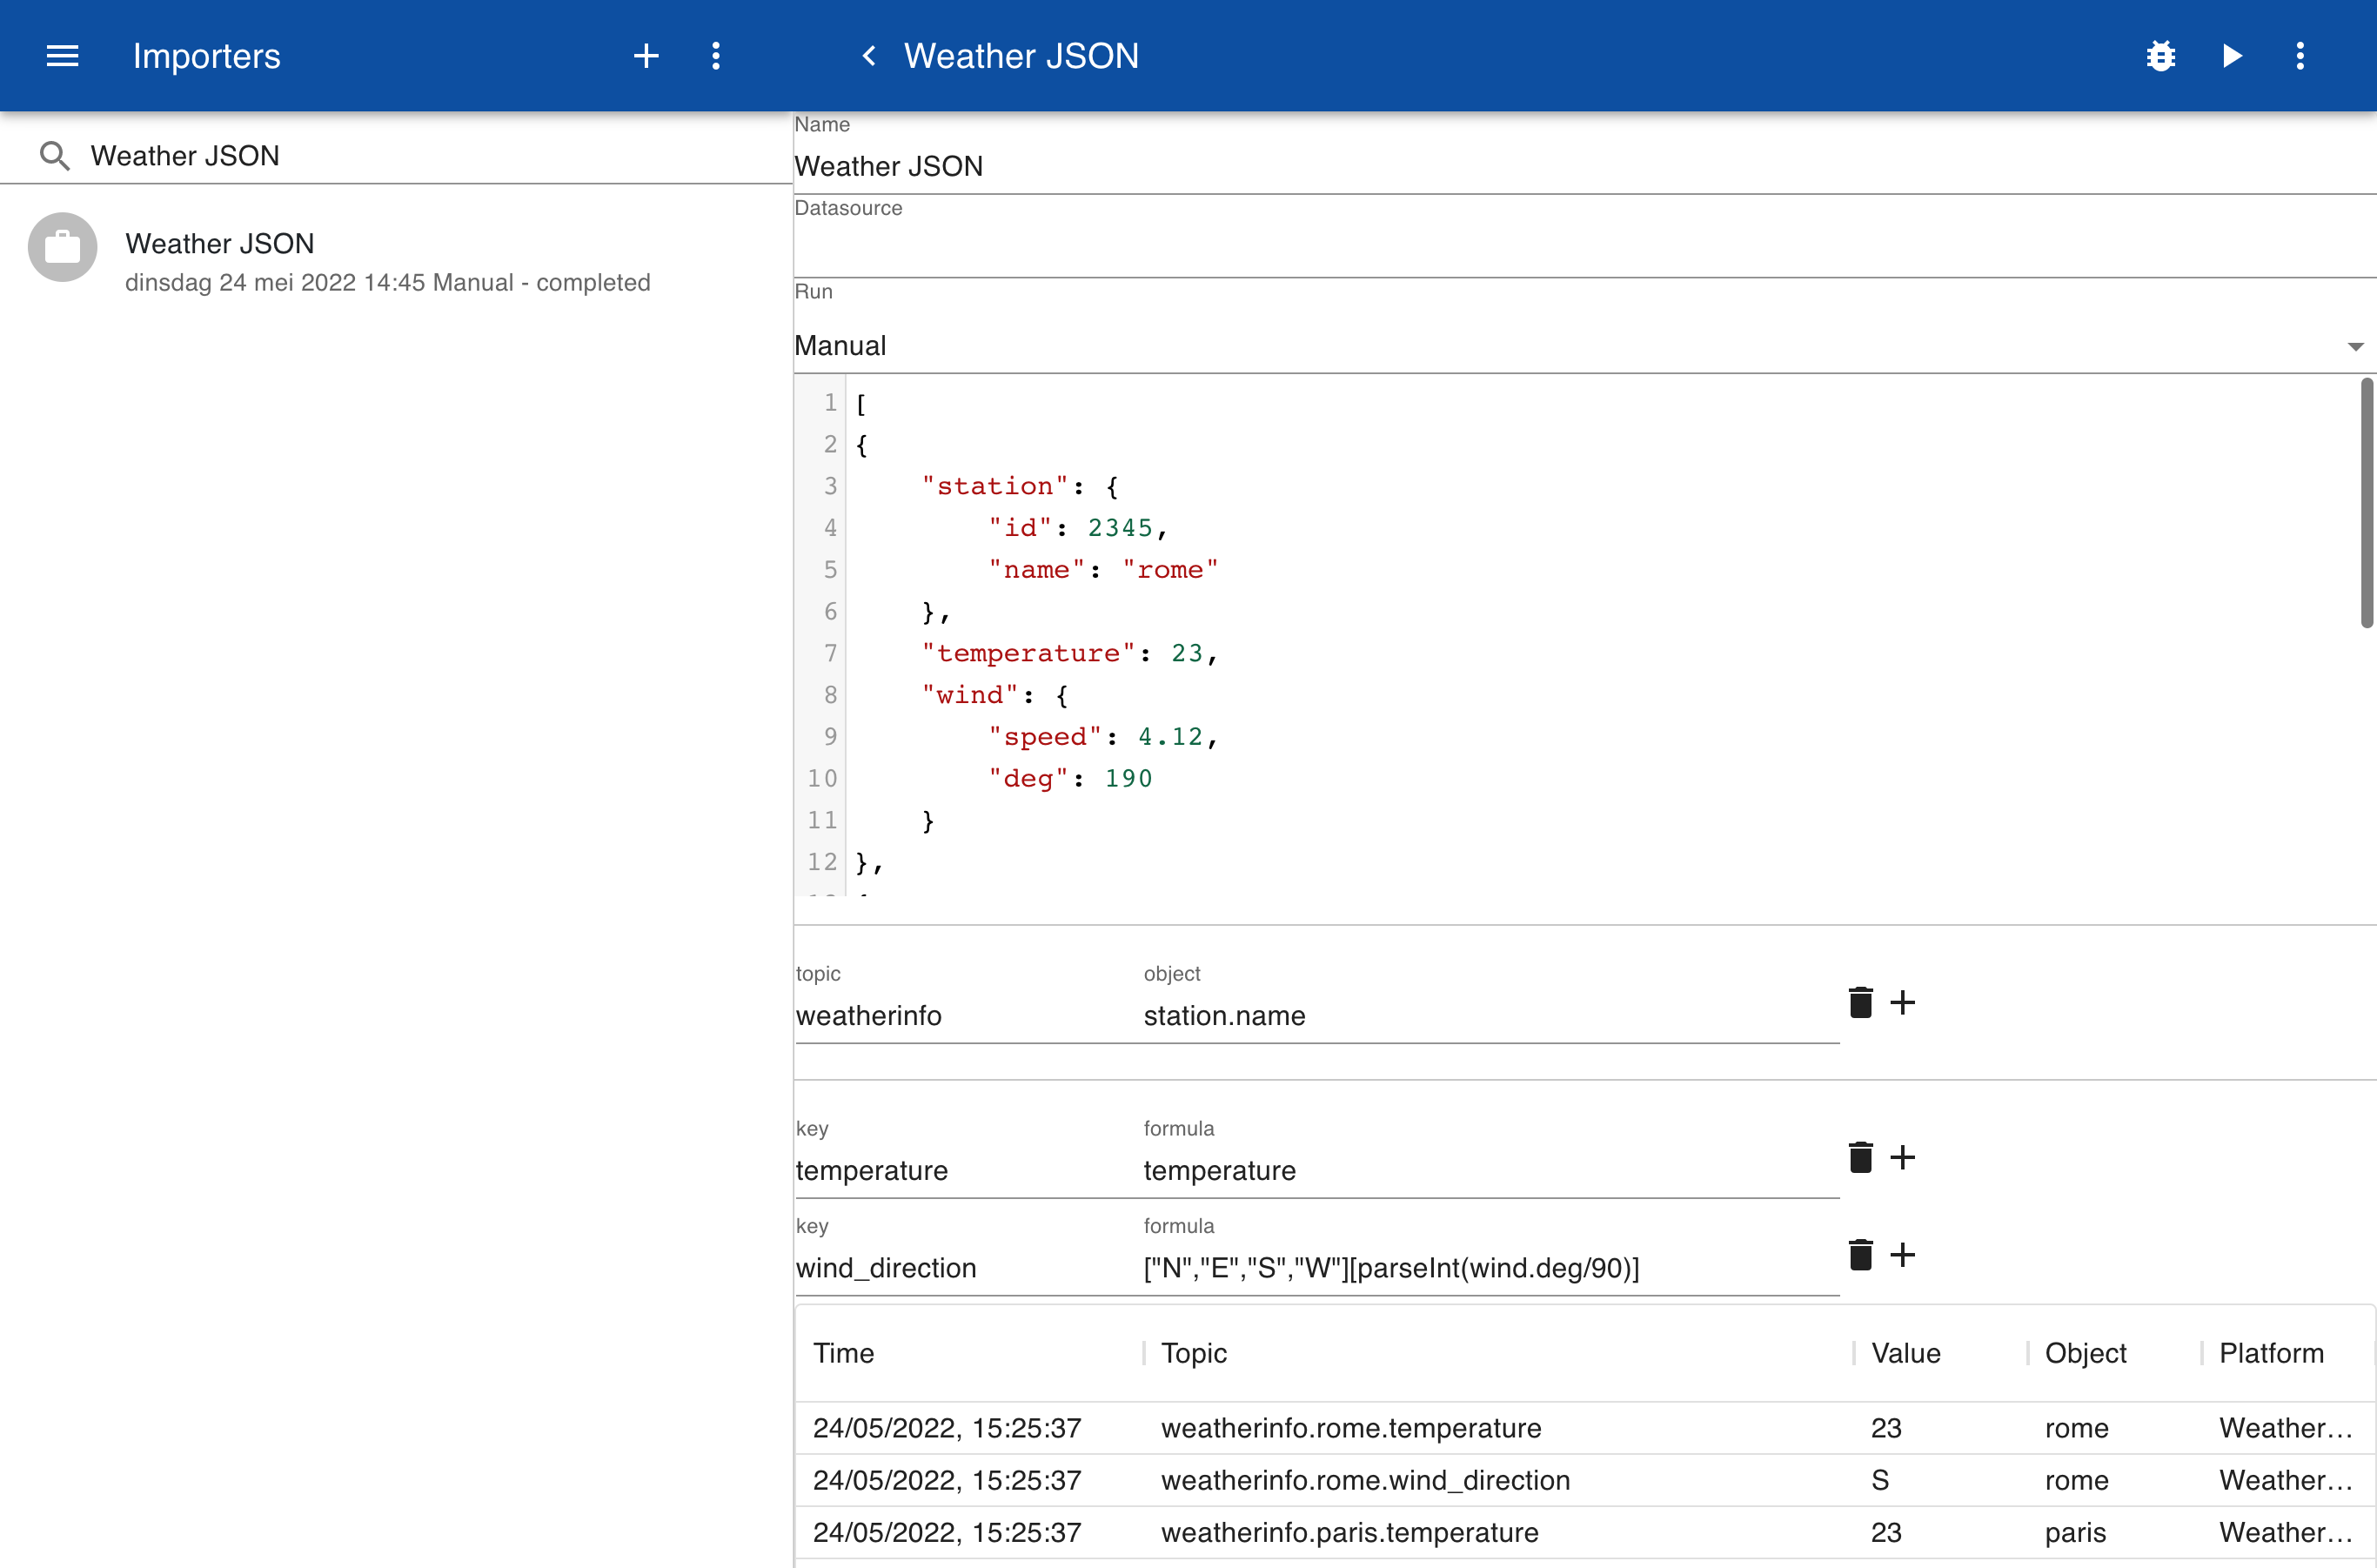 Importers
Weather JSON
Weather JSON
Weather JSON
dinsdag 24 mei 2022 14:45 Manual - completed
Name
Weather JSON
Datasource
Run
Manual
1 [
2 {
3 "station": {
4 "id": 2345,
5 "name": "rome"
6 },
7 "temperature": 23,
8 "wind": {
9 "speed": 4.12,
10 "deg": 190
11 }
12 },
topic object
weatherinfo station.name
key formula
temperature temperature
key formula
wind_direction ["N","E","S","W"][parseInt(wind.deg/90)]
Time Topic Value Object Platform
24/05/2022, 15:25:37 weatherinfo.rome.temperature 23 rome Weather…
24/05/2022, 15:25:37 weatherinfo.rome.wind_direction S rome Weather…
24/05/2022, 15:25:37 weatherinfo.paris.temperature 23 paris Weather…